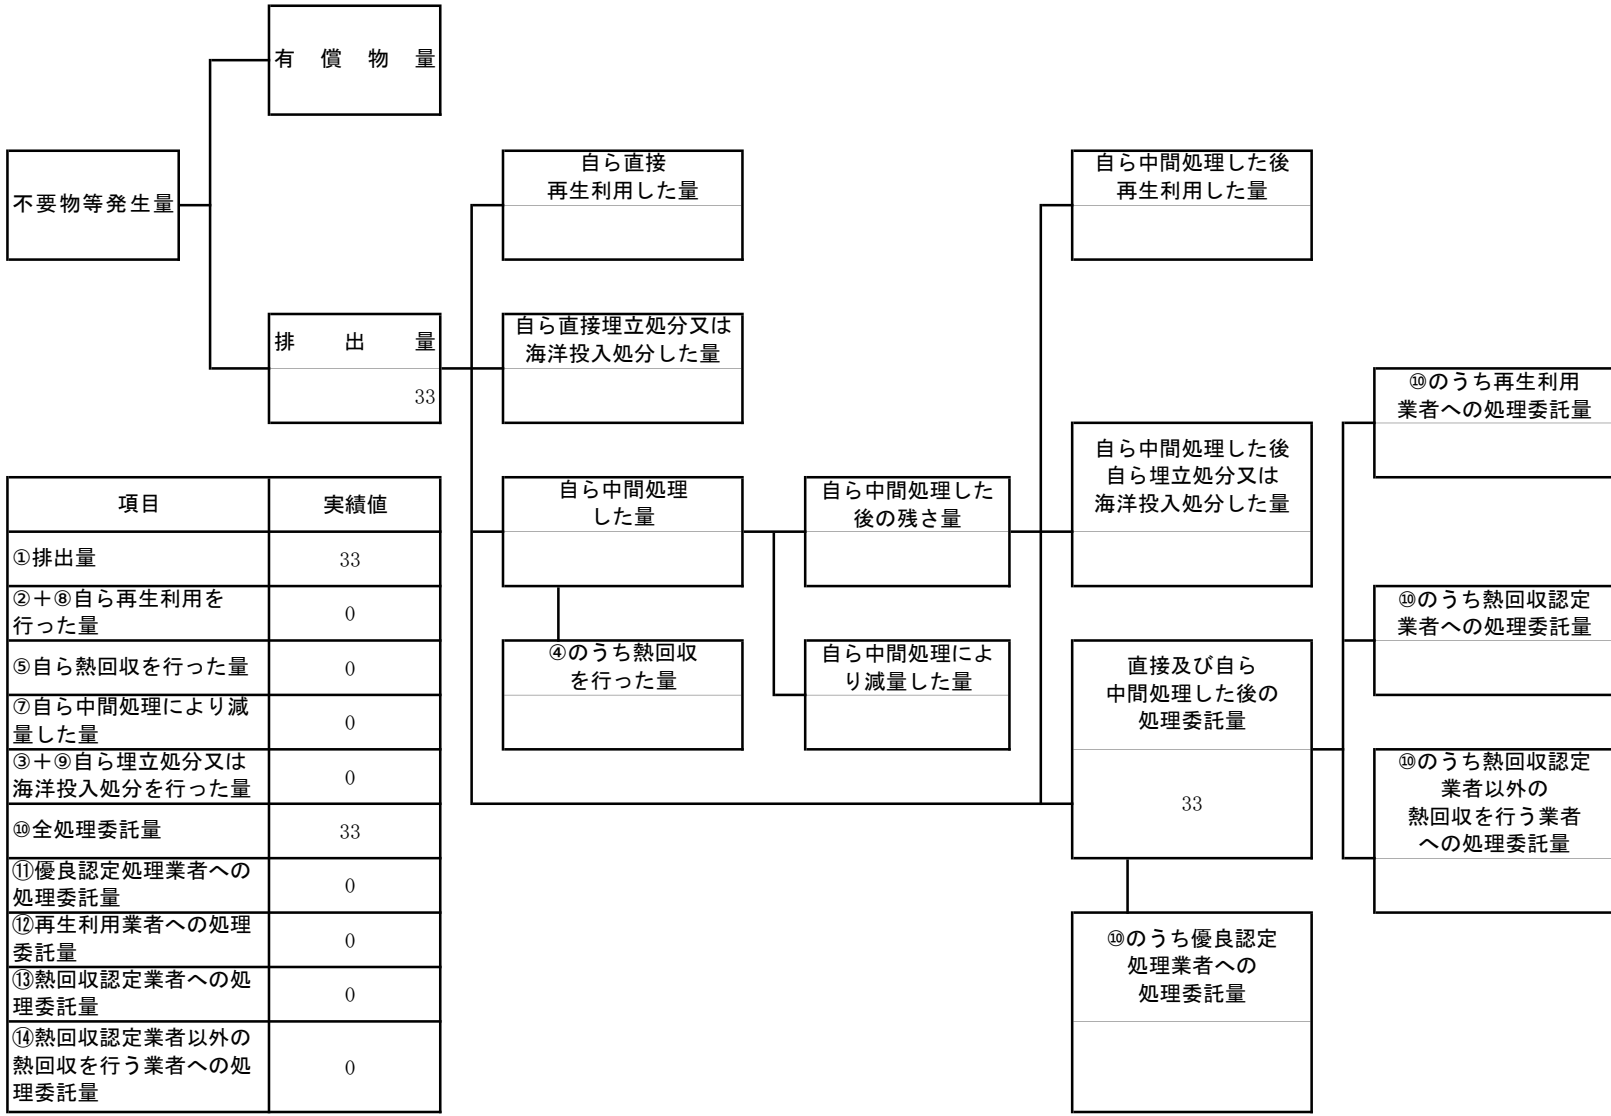 有償物量
不要物等発生量
排出量
33
自ら直接
再生利用した量
自ら直接埋立処分又は
海洋投入処分した量
自ら中間処理
した量
④のうち熱回収
を行った量
自ら中間処理した
後の残さ量
自ら中間処理によ
り減量した量
自ら中間処理した後
再生利用した量
自ら中間処理した後
自ら埋立処分又は
海洋投入処分した量
直接及び自ら
中間処理した後の
処理委託量
33
⑩のうち優良認定
処理業者への
処理委託量
⑩のうち再生利用
業者への処理委託量
⑩のうち熱回収認定
業者への処理委託量
⑩のうち熱回収認定
業者以外の
熱回収を行う業者
への処理委託量
項目 実績値
①排出量 33
②＋⑧自ら再生利用を
行った量 0
⑤自ら熱回収を行った量 0
⑦自ら中間処理により減
量した量 0
③＋⑨自ら埋立処分又は
海洋投入処分を行った量 0
⑩全処理委託量 33
⑪優良認定処理業者への
処理委託量 0
⑫再生利用業者への処理
委託量 0
⑬熱回収認定業者への処
理委託量 0
⑭熱回収認定業者以外の
熱回収を行う業者への処
理委託量 0